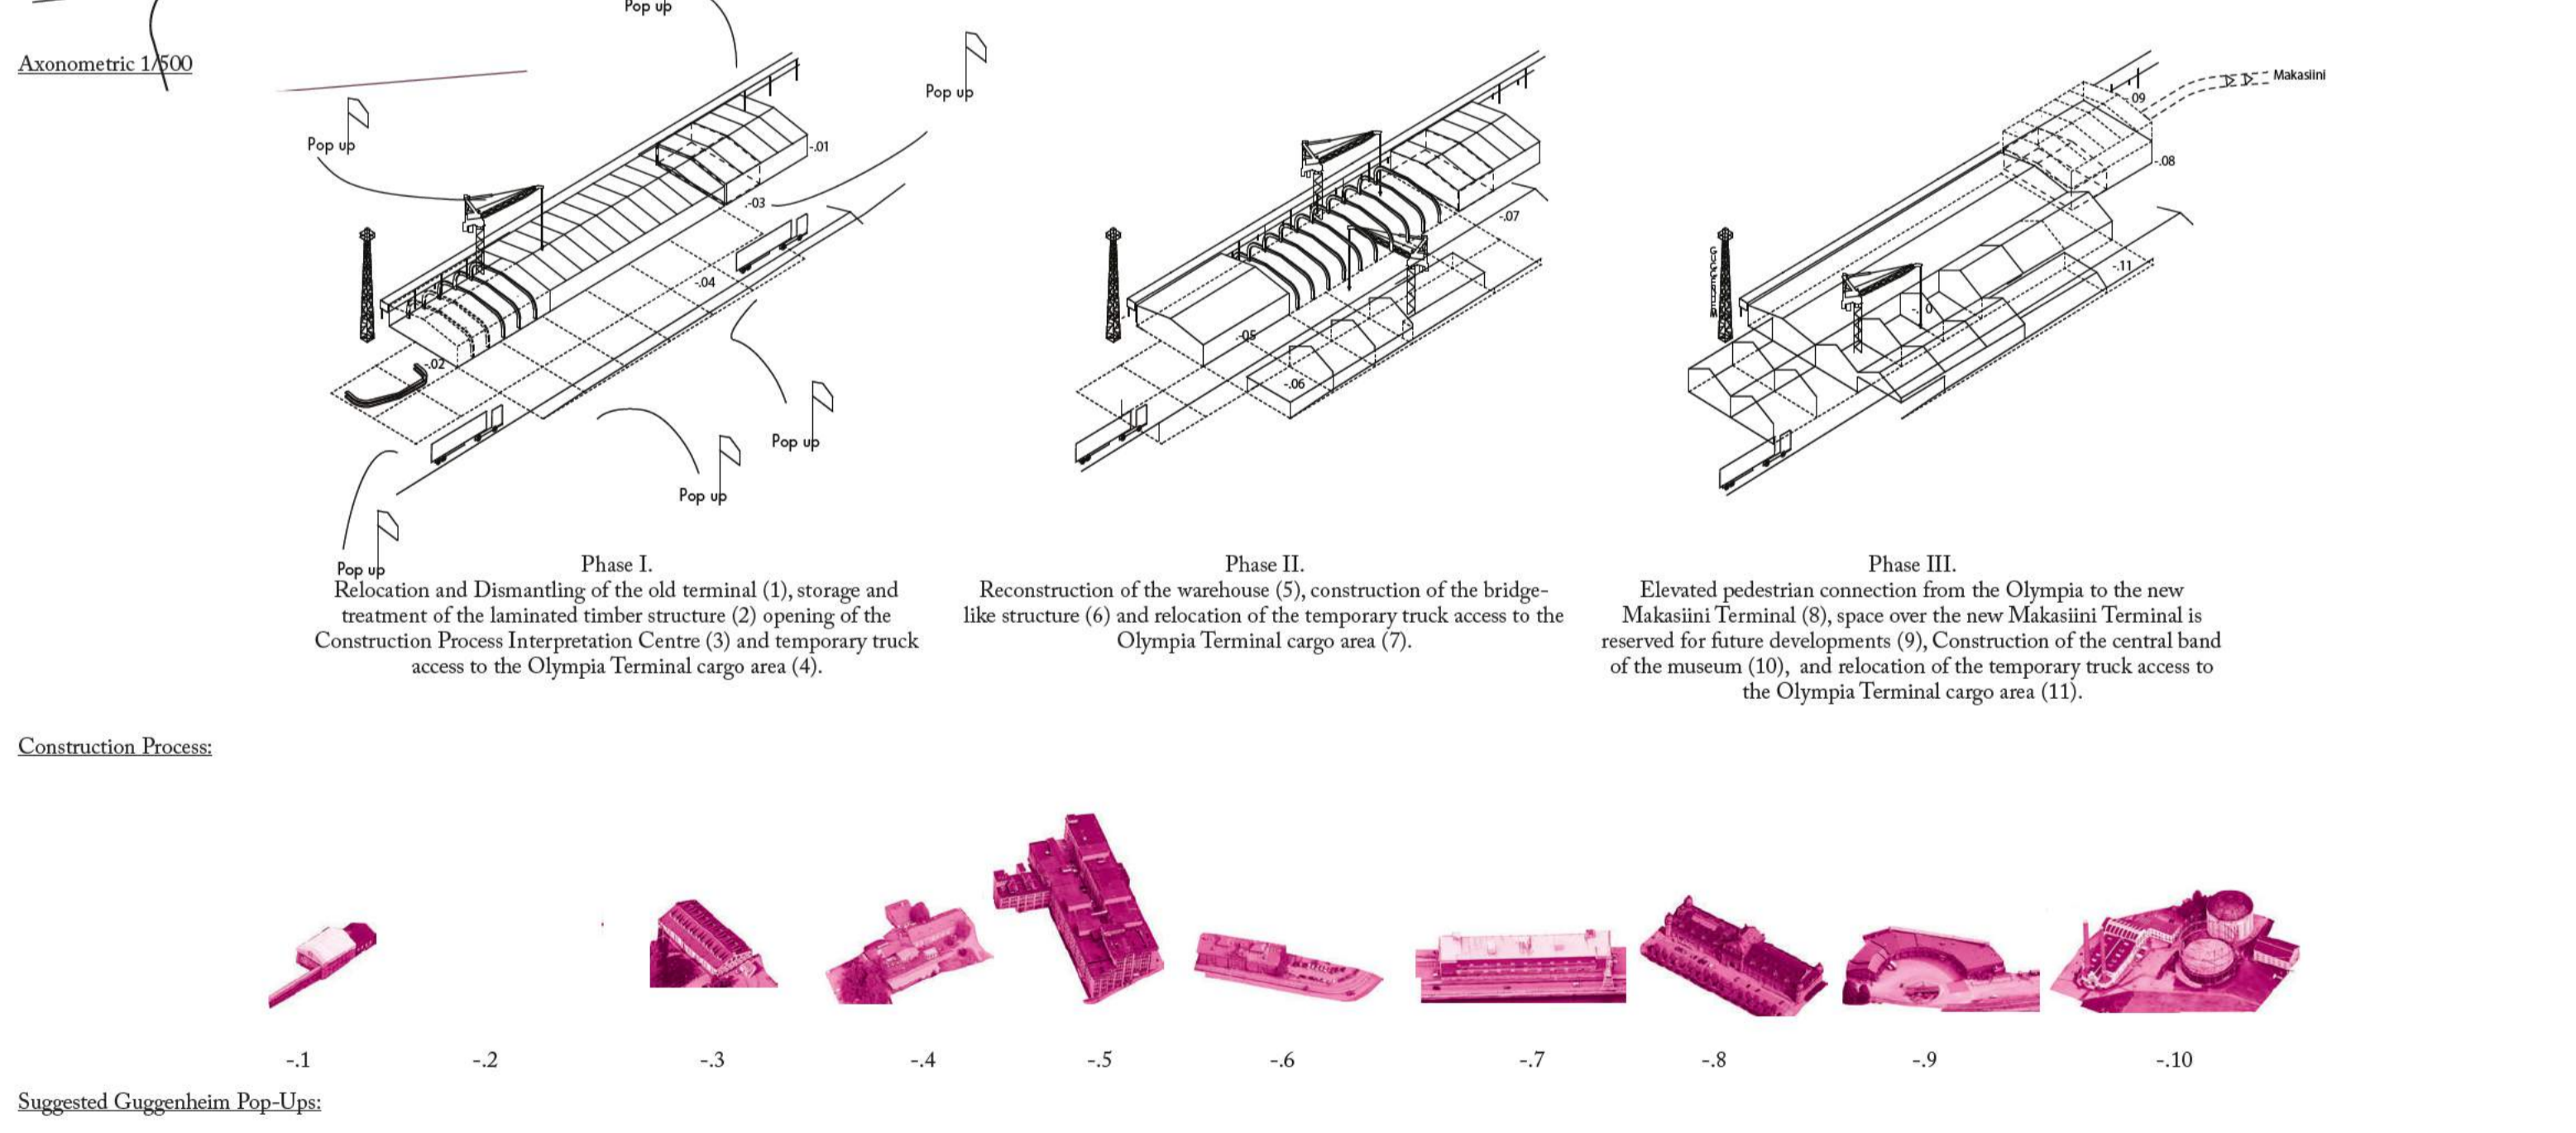 Pop up
Axonometric 1/500
Pop up
Pop up
-.01
-.03
-.04
-.02
Pop up
Pop up
Pop up
-.07
-.05
-.06
Makasiini
09
-.08
-.11
Phase I.
Relocation and Dismantling of the old terminal (1), storage and
treatment of the laminated timber structure (2) opening of the
Construction Process Interpretation Centre (3) and temporary truck
access to the Olympia Terminal cargo area (4).
Phase II.
Reconstruction of the warehouse (5), construction of the bridge-
like structure (6) and relocation of the temporary truck access to the
Olympia Terminal cargo area (7).
Phase III.
Elevated pedestrian connection from the Olympia to the new
Makasiini Terminal (8), space over the new Makasiini Terminal is
reserved for future developments (9), Construction of the central band
of the museum (10), and relocation of the temporary truck access to
the Olympia Terminal cargo area (11).
Construction Process:
-.1
-.2
-.3
-.4
-.5
-.6
-.7
-.8
-.9
-.10
Suggested Guggenheim Pop-Ups: